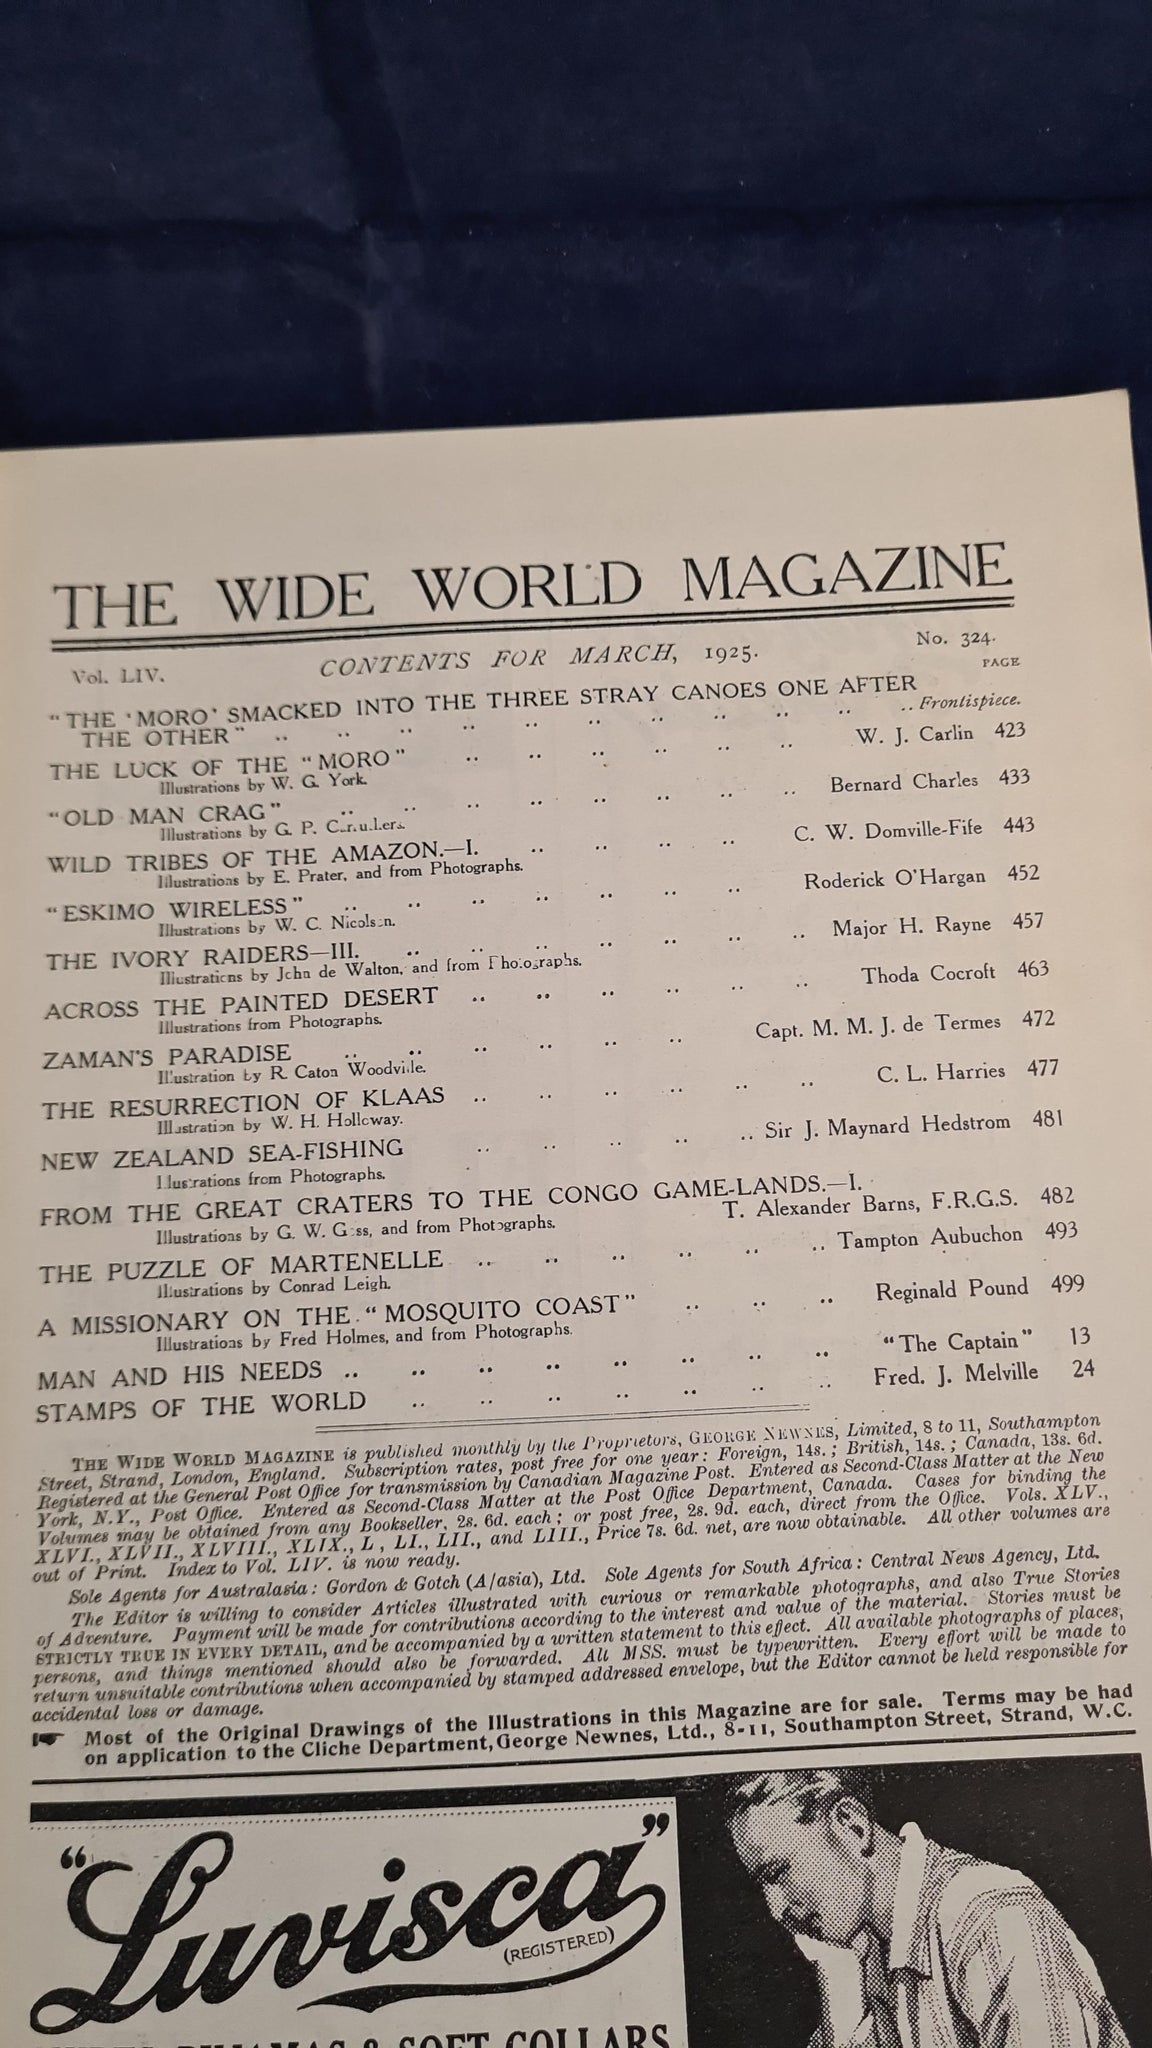 THE WIDE WORLD MAGAZINE
Vol. LIV. CONTENTS FOR MARCH, 1925. No. 324.
PAGE
"THE 'MORO' SMACKED INTO THE THREE STRAY CANOES ONE AFTER
THE OTHER" .. .. .. .. .. .. .. .. .. .. .. Frontispiece.
THE LUCK OF THE "MORO" .. .. .. .. .. .. W. J. Carlin 423
Illustrations by W. G. York.
"OLD MAN CRAG" .. .. .. .. .. .. .. .. Bernard Charles 433
Illustrations by G. P.
WILD TRIBES OF THE AMAZON.—I. .. .. .. .. C. W. Domville-Fife 443
Illustrations by E. Prater, and from Photographs.
"ESKIMO WIRELESS" .. .. .. .. .. .. .. Roderick O'Hargan 452
Illustrations by W. C. Nicolson.
THE IVORY RAIDERS—III. .. .. .. .. .. .. .. Major H. Rayne 457
Illustrations by John de Walton, and from Photographs.
ACROSS THE PAINTED DESERT .. .. .. .. .. .. Thoda Cocroft 463
Illustrations from Photographs.
ZAMAN'S PARADISE .. .. .. .. .. .. Capt. M. M. J. de Termes 472
Illustration by R. Caton Woodville.
THE RESURRECTION OF KLAAS .. .. .. .. .. .. C. L. Harries 477
Illustration by W. H. Holloway.
NEW ZEALAND SEA-FISHING .. .. .. .. .. Sir J. Maynard Hedstrom 481
Illustrations from Photographs.
FROM THE GREAT CRATERS TO THE CONGO GAME-LANDS.—I.
T. Alexander Barns, F.R.G.S. 482
Illustrations by G. W. Goss, and from Photographs.
THE PUZZLE OF MARTENELLE .. .. .. .. .. .. Tampton Aubuchon 493
Illustrations by Conrad Leigh.
A MISSIONARY ON THE "MOSQUITO COAST" .. .. .. Reginald Pound 499
Illustrations by Fred Holmes, and from Photographs.
MAN AND HIS NEEDS .. .. .. .. .. .. .. .. "The Captain" 13
STAMPS OF THE WORLD .. .. .. .. .. .. .. Fred. J. Melville 24
THE WIDE WORLD MAGAZINE is published monthly by the Proprietors, GEORGE NEWNES, Limited, 8 to 11, Southampton
Street, Strand, London, England. Subscription rates, post free for one year: Foreign, 14s.; British, 14s.; Canada, 13s. 6d.
Registered at the General Post Office for transmission by Canadian Magazine Post. Entered as Second-Class Matter at the New
York, N.Y., Post Office. Entered as Second-Class Matter at the Post Office Department, Canada. Cases for binding the
Volumes may be obtained from any Bookseller, 2s. 6d. each; or post free, 2s. 9d. each, direct from the Office. Vols. XLV.,
XLVI., XLVII., XLVIII., XLIX., L, LI., LII., and LIII., Price 7s. 6d. net, are now obtainable. All other volumes are
out of Print. Index to Vol. LIV. is now ready.
Sole Agents for Australasia: Gordon & Gotch (A/asia), Ltd. Sole Agents for South Africa: Central News Agency, Ltd.
The Editor is willing to consider Articles illustrated with curious or remarkable photographs, and also True Stories
of Adventure. Payment will be made for contributions according to the interest and value of the material. Stories must be
STRICTLY TRUE IN EVERY DETAIL, and be accompanied by a written statement to this effect. All available photographs of places,
persons, and things mentioned should also be forwarded. All MSS. must be typewritten. Every effort will be made to
return unsuitable contributions when accompanied by stamped addressed envelope, but the Editor cannot be held responsible for
accidental loss or damage.
☛ Most of the Original Drawings of the Illustrations in this Magazine are for sale. Terms may be had
on application to the Cliche Department, George Newnes, Ltd., 8-11, Southampton Street, Strand, W.C.
"Luvisca"
(REGISTERED)
PYJAMAS & SOFT COLLARS